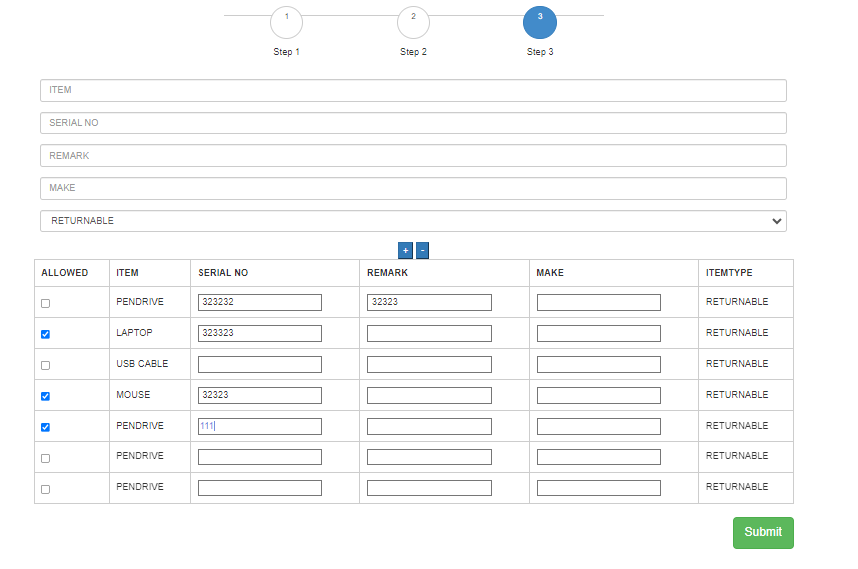 1 2 3
Step 1 Step 2 Step 3
ITEM
SERIAL NO
REMARK
MAKE
RETURNABLE
+ -
ALLOWED ITEM SERIAL NO REMARK MAKE ITEMTYPE
PENDRIVE 323232 32323 RETURNABLE
LAPTOP 323323 RETURNABLE
USB CABLE RETURNABLE
MOUSE 32323 RETURNABLE
PENDRIVE 111 RETURNABLE
PENDRIVE RETURNABLE
PENDRIVE RETURNABLE
Submit